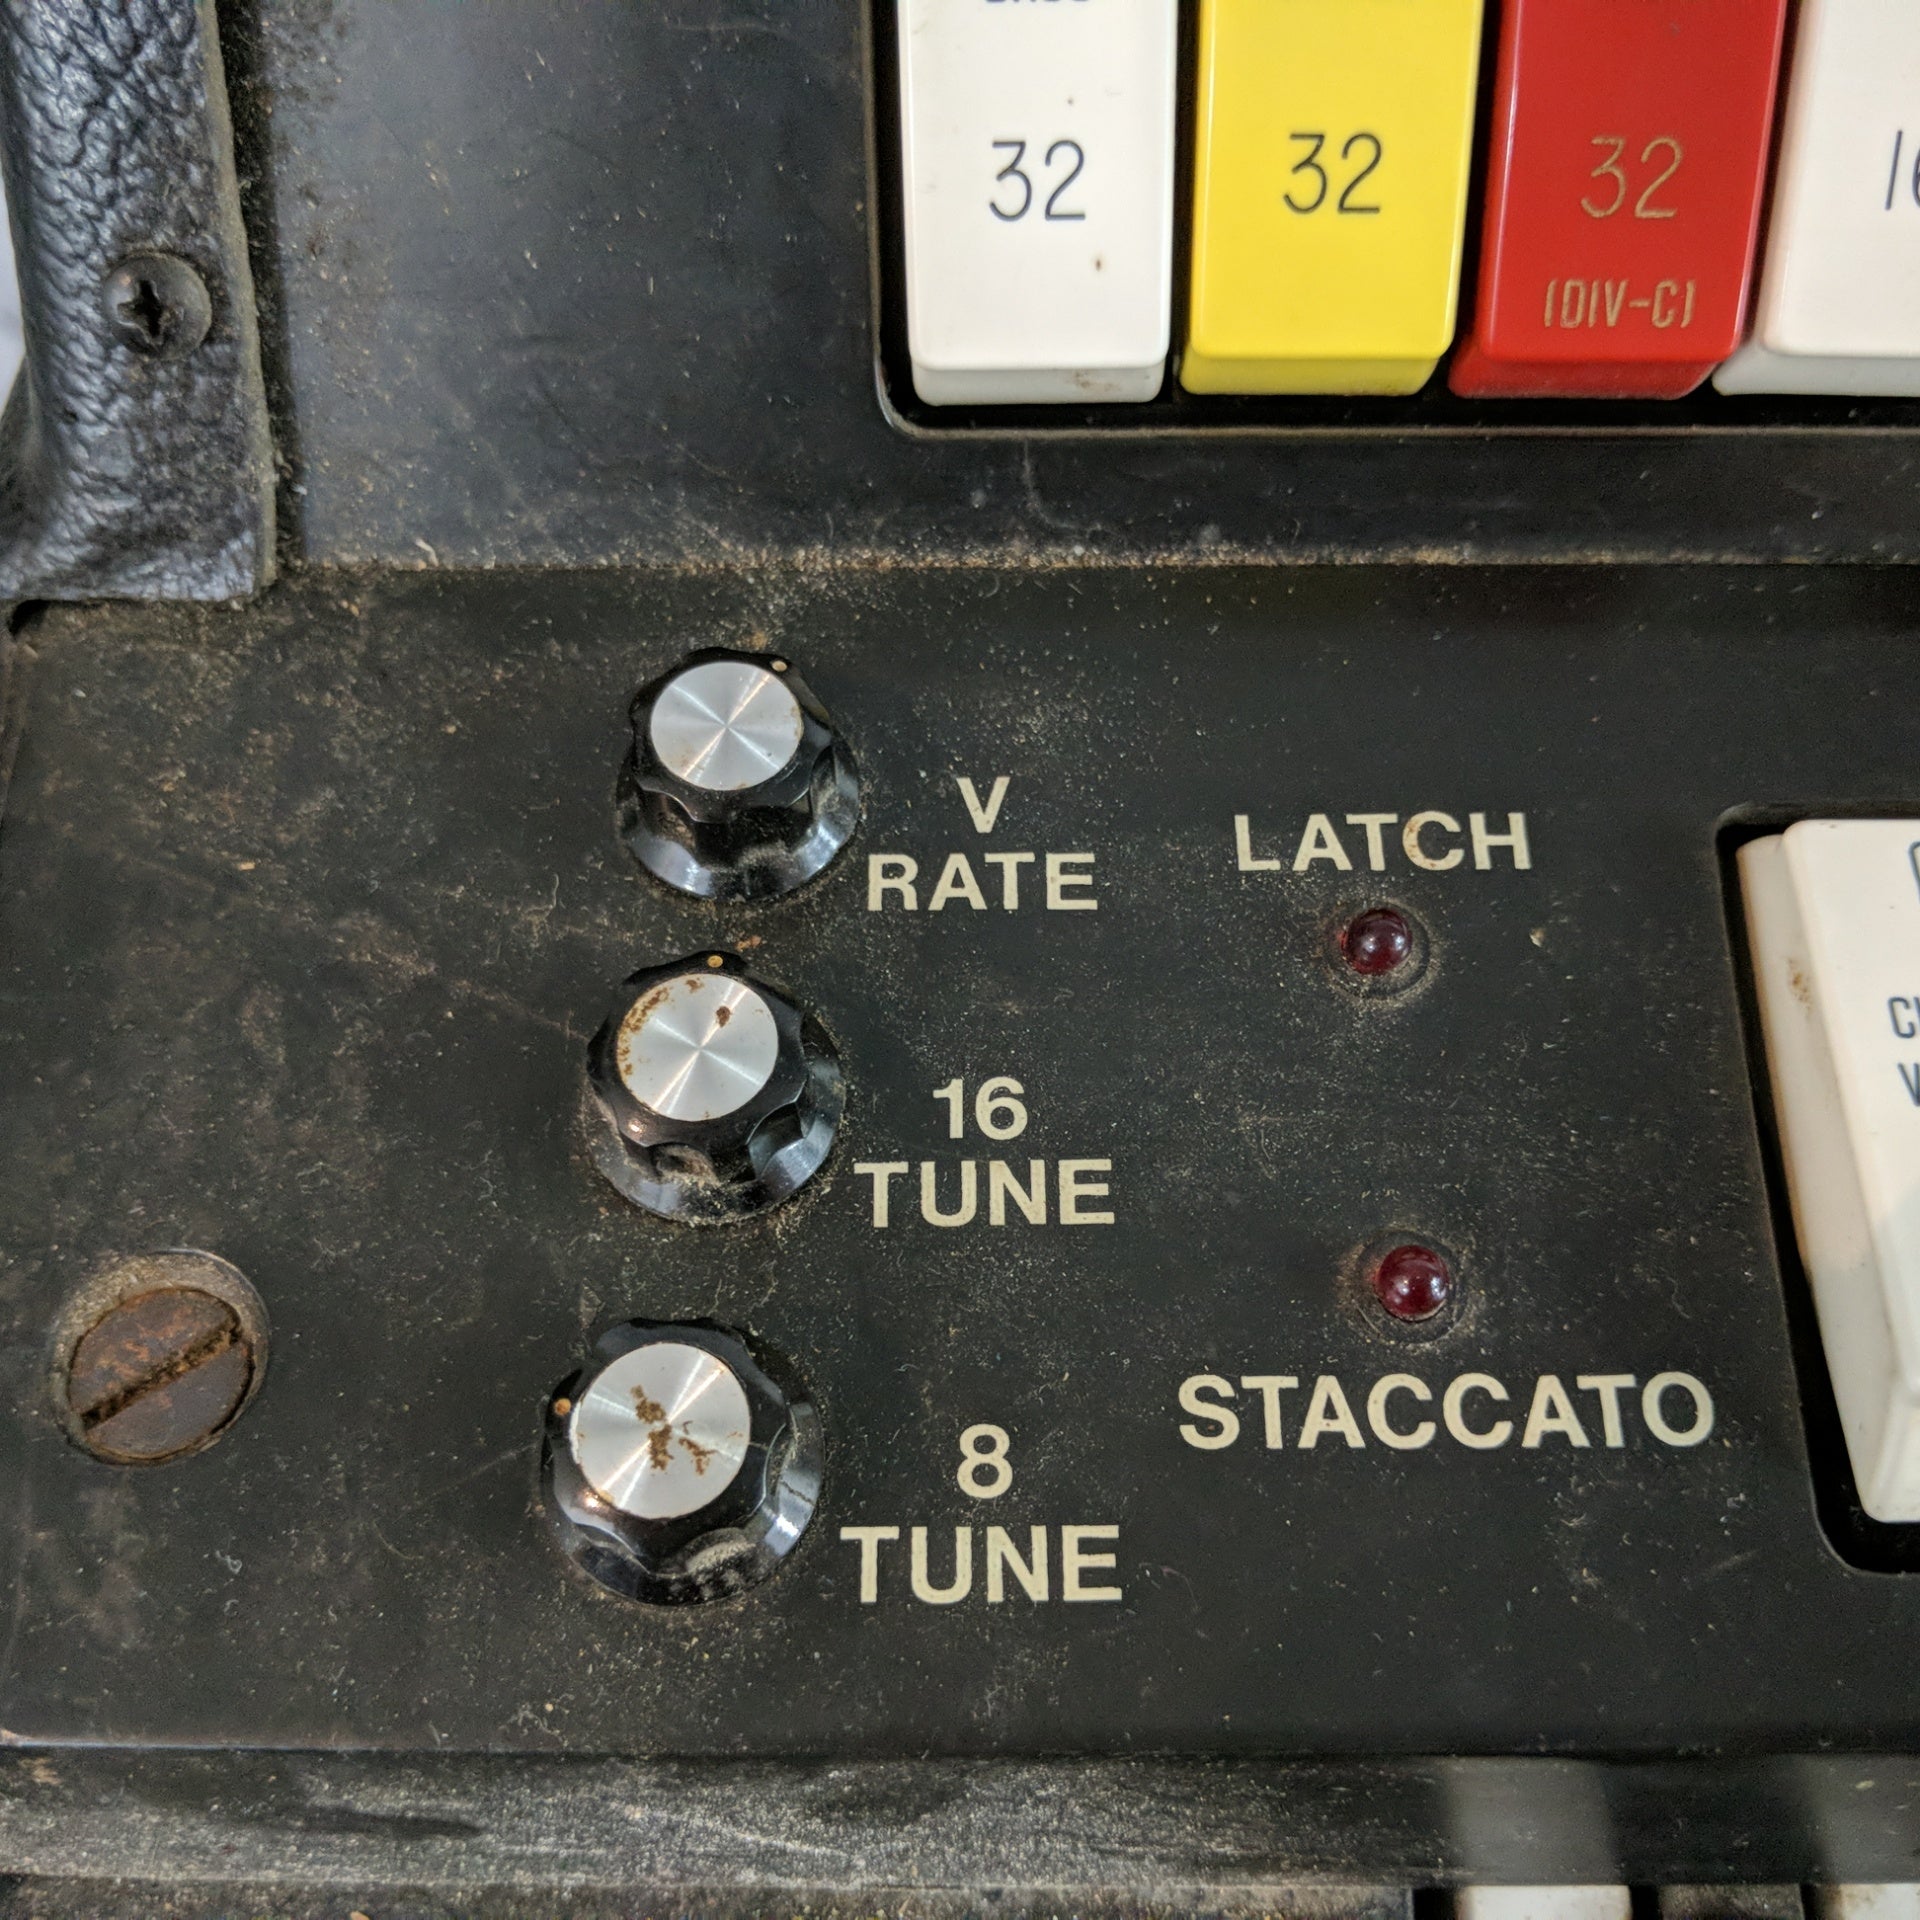 32
32
32
(DIV-C)
V
RATE
LATCH
16
TUNE
STACCATO
8
TUNE